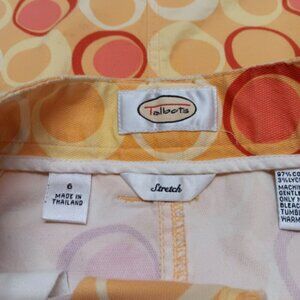 Talbots
6
MADE IN
THAILAND
Stretch
97% CO
3% LYC
MACHIN
GENTLE
ONLY N
BLEAC
TUMBL
WARM